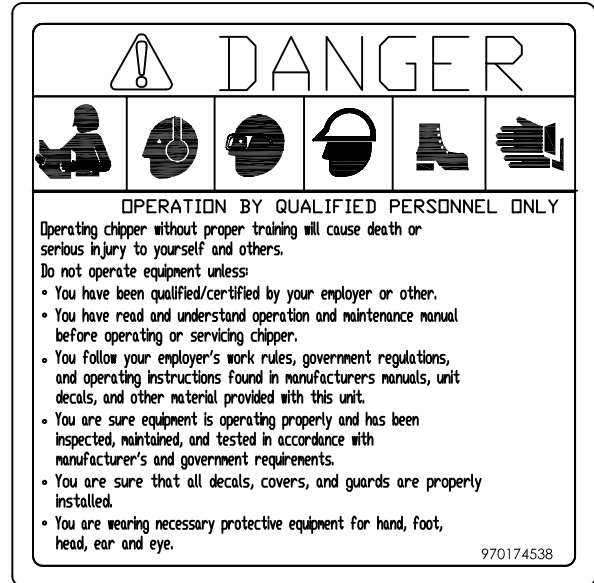 DANGER
OPERATION BY QUALIFIED PERSONNEL ONLY
Operating chipper without proper training will cause death or
serious injury to yourself and others.
Do not operate equipment unless:
• You have been qualified/certified by your employer or other.
• You have read and understand operation and maintenance manual
before operating or servicing chipper.
• You follow your employer's work rules, government regulations,
and operating instructions found in manufacturers manuals, unit
decals, and other material provided with this unit.
• You are sure equipment is operating properly and has been
inspected, maintained, and tested in accordance with
manufacturer's and government requirements.
• You are sure that all decals, covers, and guards are properly
installed.
• You are wearing necessary protective equipment for hand, foot,
head, ear and eye.
970174538